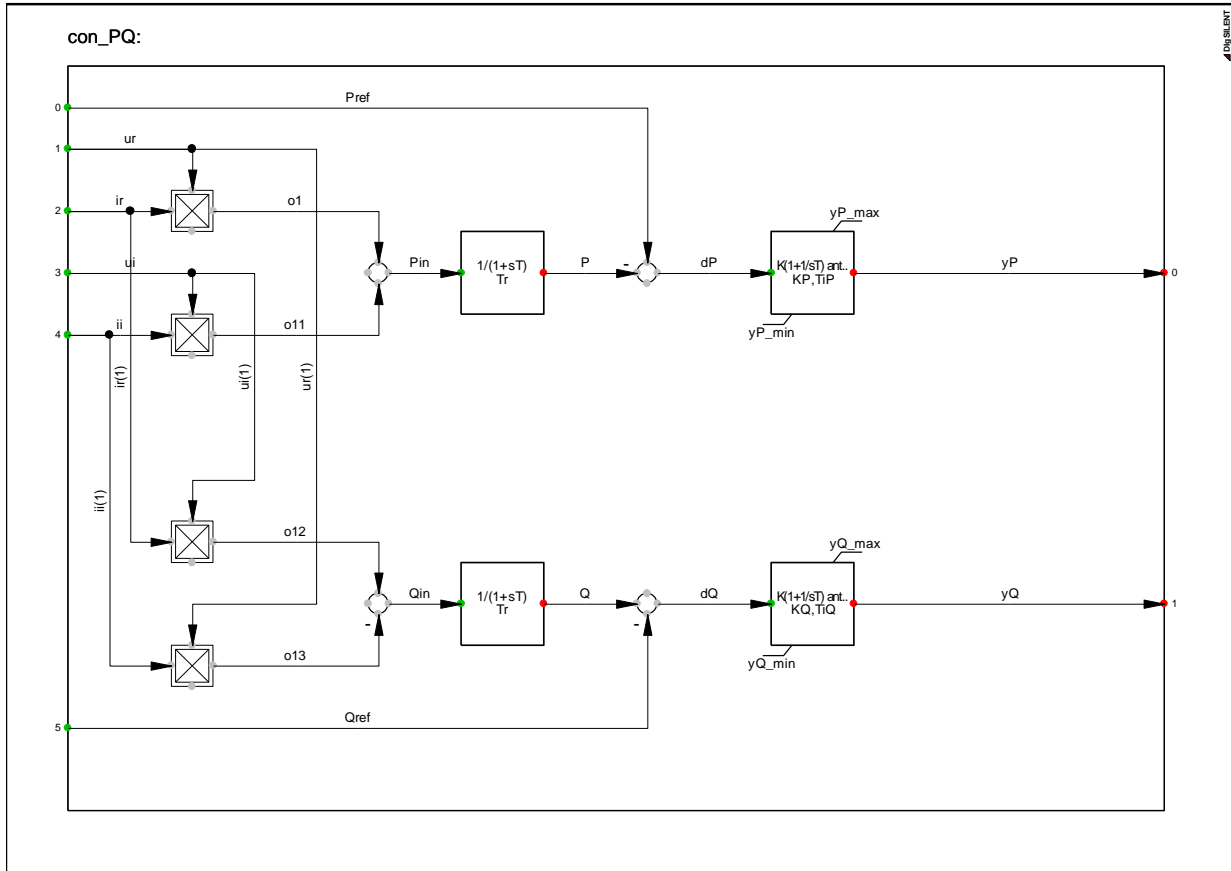 DIgSILENT
con_PQ:
Pref
0
ur
1
ir
2
o1
yP_max
ui
3
Pin
1/(1+sT)
Tr
P
-
dP
K(1+1/sT) ant..
KP,TiP
yP
0
ii
4
o11
yP_min
ir(1)
ui(1)
ur(1)
ii(1)
o12
yQ_max
Qin
1/(1+sT)
Tr
Q
dQ
K(1+1/sT) ant..
KQ,TiQ
yQ
1
-
-
o13
yQ_min
Qref
5